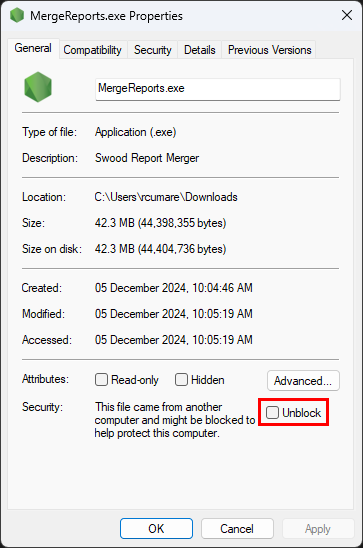 MergeReports.exe Properties
General Compatibility Security Details Previous Versions
MergeReports.exe
Type of file: Application (.exe)
Description: Swood Report Merger
Location: C:\Users\rcumare\Downloads
Size: 42.3 MB (44,398,355 bytes)
Size on disk: 42.3 MB (44,404,736 bytes)
Created: 05 December 2024, 10:04:46 AM
Modified: 05 December 2024, 10:05:19 AM
Accessed: 05 December 2024, 10:05:19 AM
Attributes: Read-only Hidden Advanced...
Security: This file came from another
computer and might be blocked to
help protect this computer.
Unblock
OK Cancel Apply